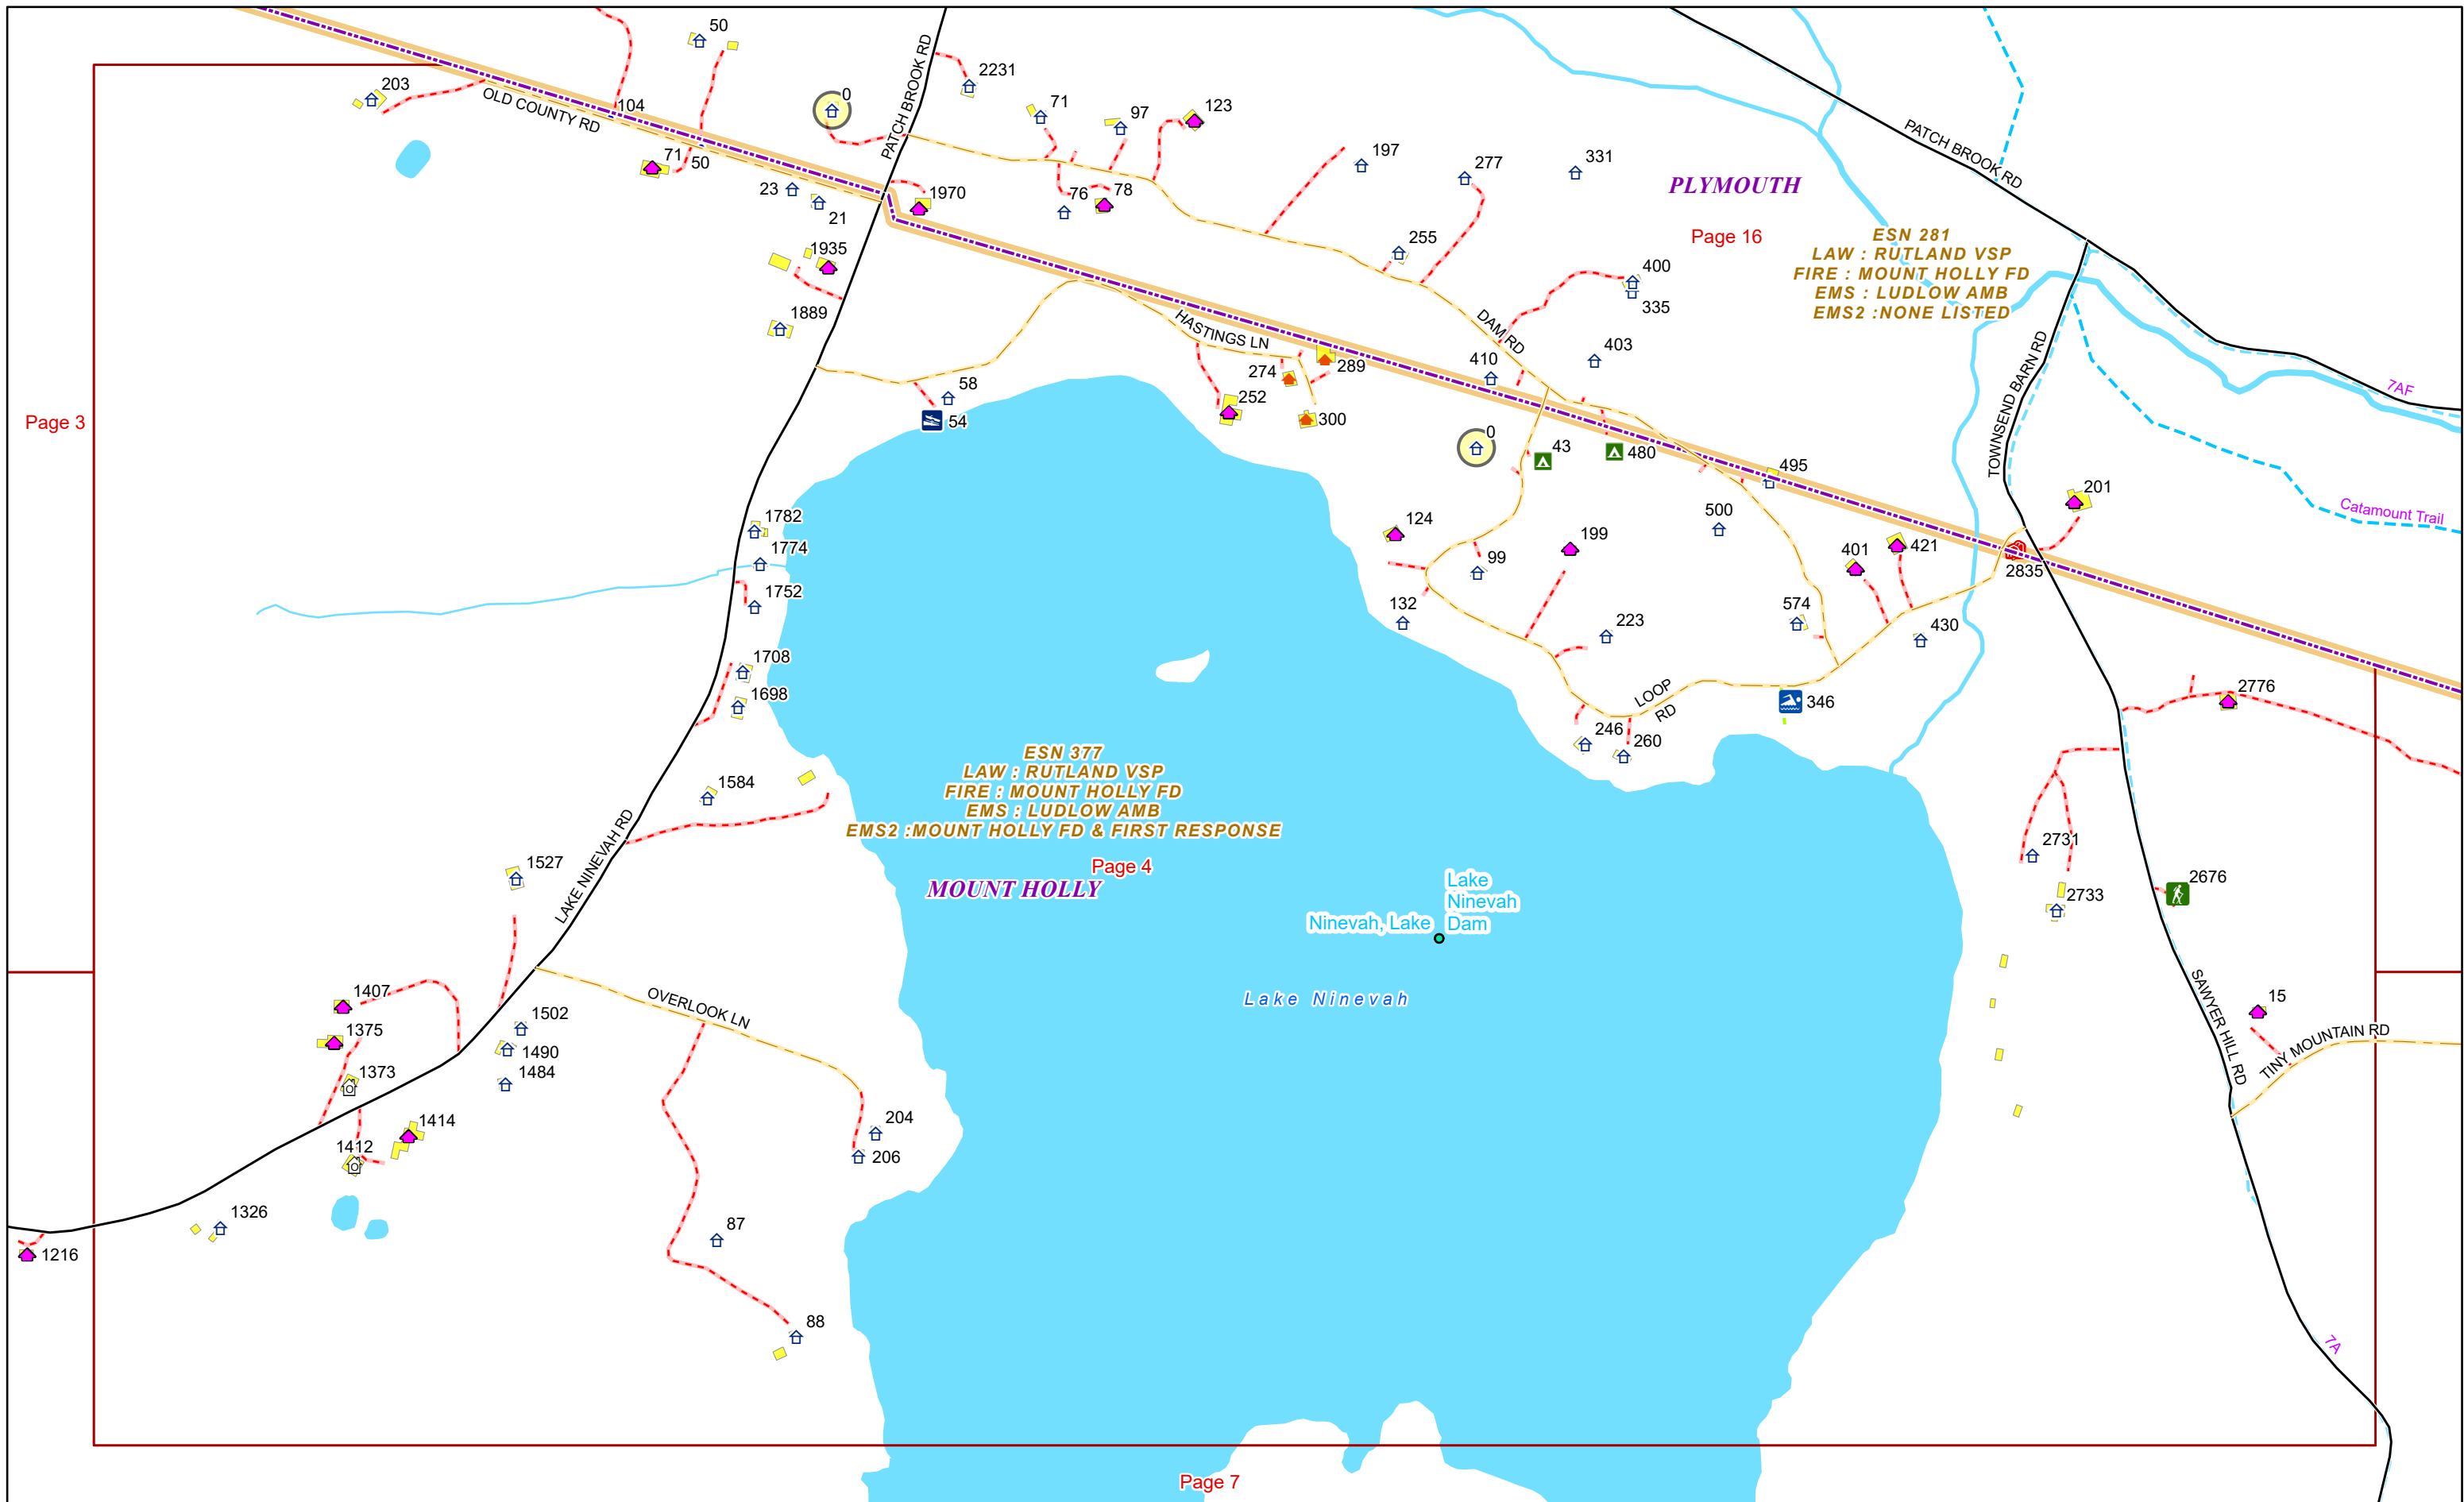 50
203
104
OLD COUNTY RD
PATCH BROOK RD
0
2231
71
97
123
71
50
23
21
1970
76
78
197
277
331
255
PLYMOUTH
Page 16
PATCH BROOK RD
ESN 281
LAW : RUTLAND VSP
FIRE : MOUNT HOLLY FD
EMS : LUDLOW AMB
EMS2 :NONE LISTED
1935
1889
400
335
DAM RD
HASTINGS LN
403
410
289
274
252
300
58
54
Page 3
TOWNSEND BARN RD
7AF
Catamount Trail
0
43
480
495
201
500
124
199
99
132
223
401
421
2835
574
430
1782
1774
1752
1708
1698
LOOP
RD
346
246
260
2776
ESN 377
LAW : RUTLAND VSP
FIRE : MOUNT HOLLY FD
EMS : LUDLOW AMB
EMS2 :MOUNT HOLLY FD & FIRST RESPONSE
Page 4
MOUNT HOLLY
1584
LAKE NINEVAH RD
1527
Lake
Ninevah
Dam
Ninevah, Lake
Lake Ninevah
2731
2733
2676
SAWYER HILL RD
15
TINY MOUNTAIN RD
OVERLOOK LN
1407
1375
1373
1502
1490
1484
1414
1412
204
206
1326
1216
87
88
7A
Page 7